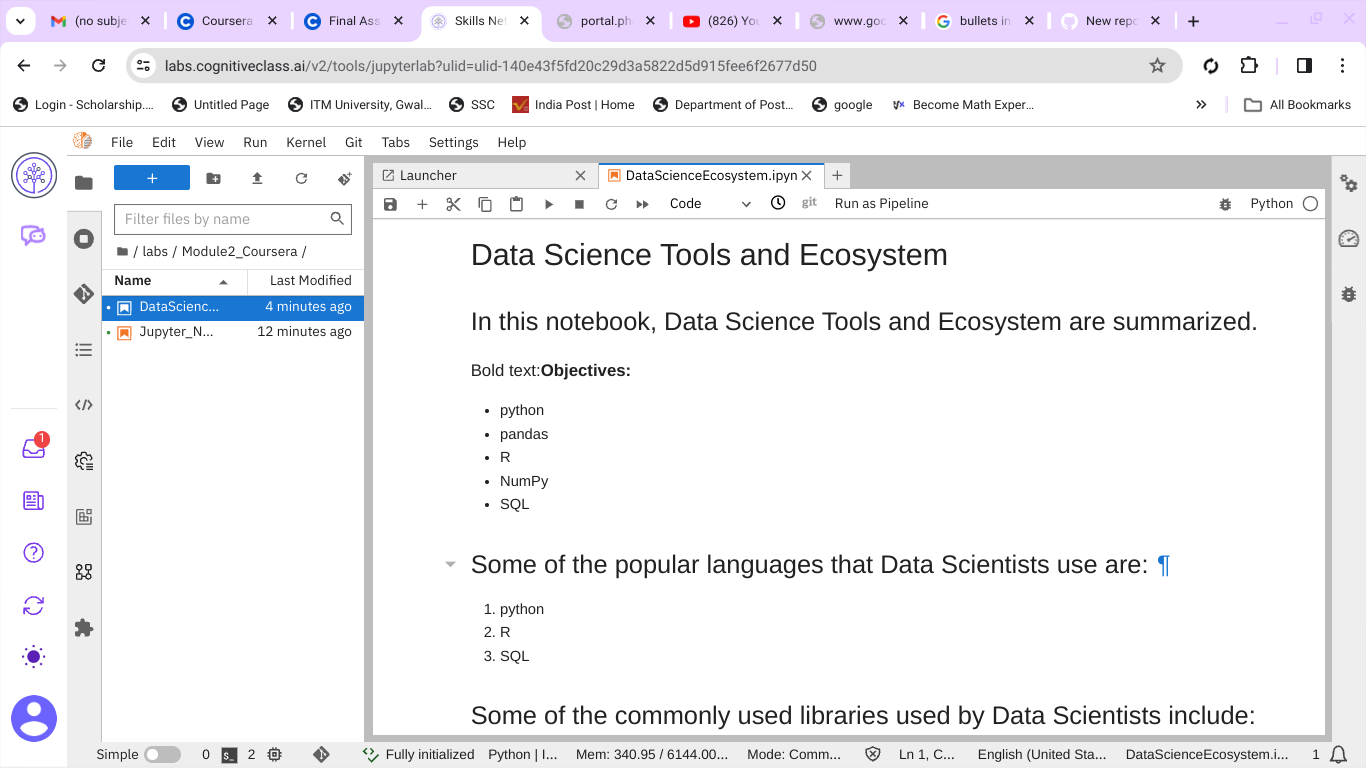 (no subje
Coursera
Final Ass
Skills Net
portal.ph
(826) You
www.goo
bullets in
New repo
labs.cognitiveclass.ai/v2/tools/jupyterlab?ulid=ulid-140e43f5fd20c29d3a5822d5d915fee6f2677d50
Login - Scholarship....
Untitled Page
ITM University, Gwal...
SSC
India Post | Home
Department of Post...
google
Become Math Exper...
»
All Bookmarks
File Edit View Run Kernel Git Tabs Settings Help
+
Launcher
DataScienceEcosystem.ipyn
Filter files by name
Code
git
Run as Pipeline
Python
/ labs / Module2_Coursera /
Name Last Modified
DataScienc... 4 minutes ago
Jupyter_N... 12 minutes ago
1
Data Science Tools and Ecosystem
In this notebook, Data Science Tools and Ecosystem are summarized.
Bold text:Objectives:
• python
• pandas
• R
• NumPy
• SQL
Some of the popular languages that Data Scientists use are: ¶
1. python
2. R
3. SQL
Some of the commonly used libraries used by Data Scientists include:
Simple 0 2 Fully initialized Python | I... Mem: 340.95 / 6144.00... Mode: Comm... Ln 1, C... English (United Sta... DataScienceEcosystem.i... 1